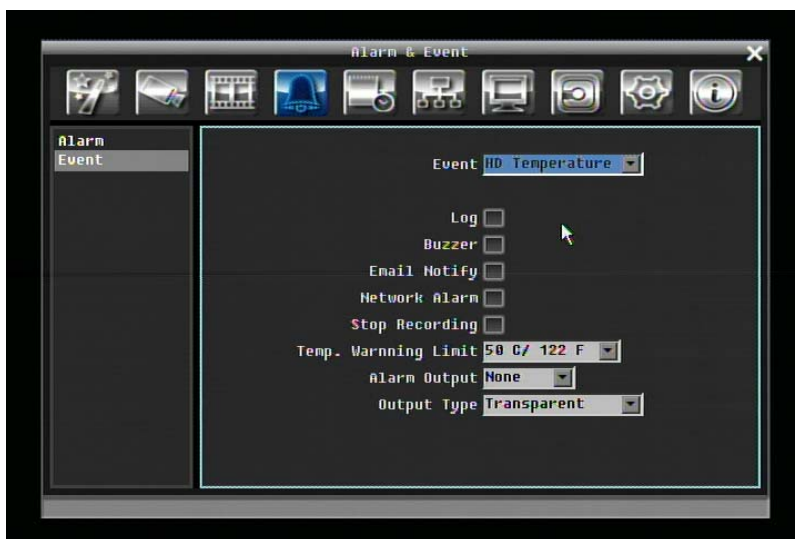 Alarm & Event
Alarm
Event
Event HD Temperature
Log
Buzzer
Email Notify
Network Alarm
Stop Recording
Temp. Warnning Limit 50 C/ 122 F
Alarm Output None
Output Type Transparent